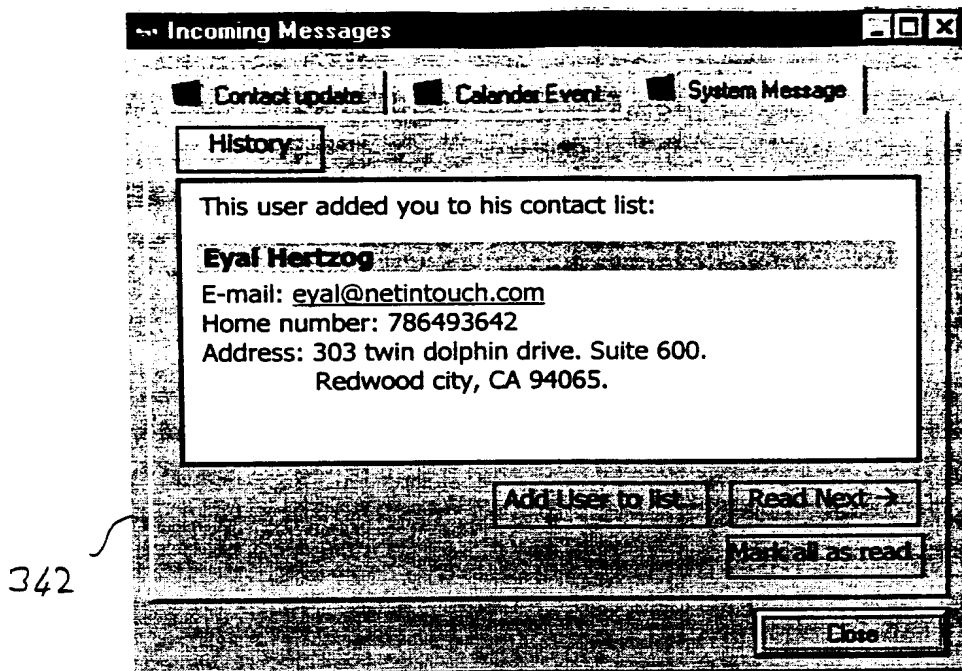 Incoming Messages
Contact update Calander Event System Message
History
This user added you to his contact list:
Eyal Hertzog
E-mail: eyal@netintouch.com
Home number: 786493642
Address: 303 twin dolphin drive. Suite 600.
Redwood city, CA 94065.
Add User to list... Read Next →
Mark all as read
342
Close